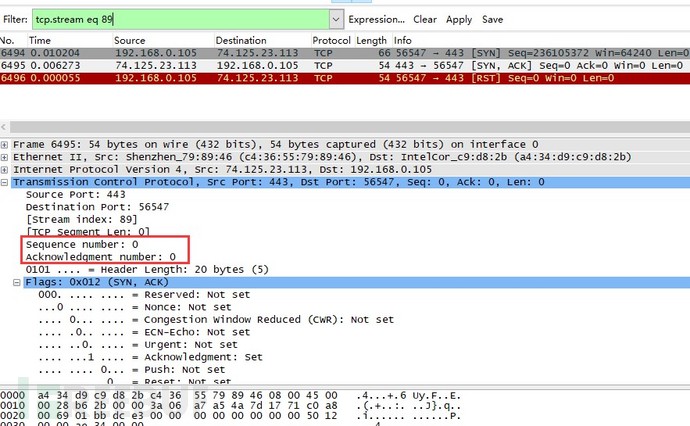 Filter: tcp.stream eq 89 Expression... Clear Apply Save
No. Time Source Destination Protocol Length Info
6494 0.010204 192.168.0.105 74.125.23.113 TCP 66 56547 → 443 [SYN] Seq=236105372 Win=64240 Len=0
6495 0.006273 74.125.23.113 192.168.0.105 TCP 54 443 → 56547 [SYN, ACK] Seq=0 Ack=0 Win=0 Len=0
6496 0.000055 192.168.0.105 74.125.23.113 TCP 54 56547 → 443 [RST] Seq=0 Win=0 Len=0
Frame 6495: 54 bytes on wire (432 bits), 54 bytes captured (432 bits) on interface 0
Ethernet II, Src: Shenzhen_79:89:46 (c4:36:55:79:89:46), Dst: IntelCor_c9:d8:2b (a4:34:d9:c9:d8:2b)
Internet Protocol Version 4, Src: 74.125.23.113, Dst: 192.168.0.105
Transmission Control Protocol, Src Port: 443, Dst Port: 56547, Seq: 0, Ack: 0, Len: 0
Source Port: 443
Destination Port: 56547
[Stream index: 89]
[TCP Segment Len: 0]
Sequence number: 0
Acknowledgment number: 0
0101 .... = Header Length: 20 bytes (5)
Flags: 0x012 (SYN, ACK)
000. .... .... = Reserved: Not set
...0 .... .... = Nonce: Not set
.... 0... .... = Congestion Window Reduced (CWR): Not set
.... .0.. .... = ECN-Echo: Not set
.... ..0. .... = Urgent: Not set
.... ...1 .... = Acknowledgment: Set
.... .... 0... = Push: Not set
.... .... .0.. = Reset: Not set
0000 a4 34 d9 c9 d8 2b c4 36 55 79 89 46 08 00 45 00 .4...+.6 Uy.F..E.
0010 00 28 b6 2b 00 00 3a 06 a7 a5 4a 7d 17 71 c0 a8 .(.+..:. ..J}.q..
0020 00 69 01 bb dc e3 00 00 00 00 00 00 00 00 50 12 .i...... ......P.
0030 00 00 ae 34 00 00 ...4..